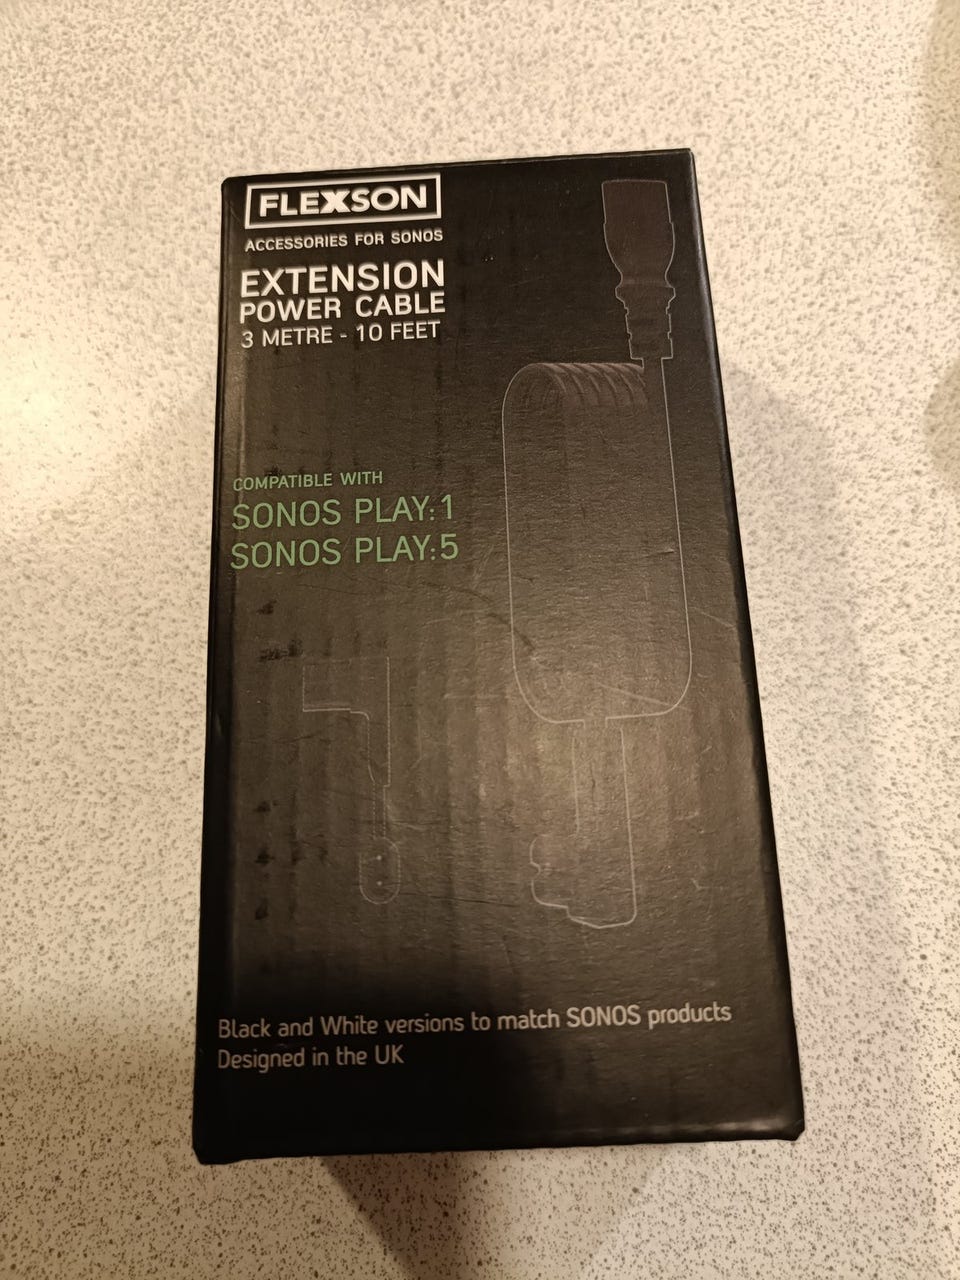 FLEXSON
ACCESSORIES FOR SONOS
EXTENSION
POWER CABLE
3 METRE - 10 FEET
COMPATIBLE WITH
SONOS PLAY:1
SONOS PLAY:5
Black and White versions to match SONOS products
Designed in the UK